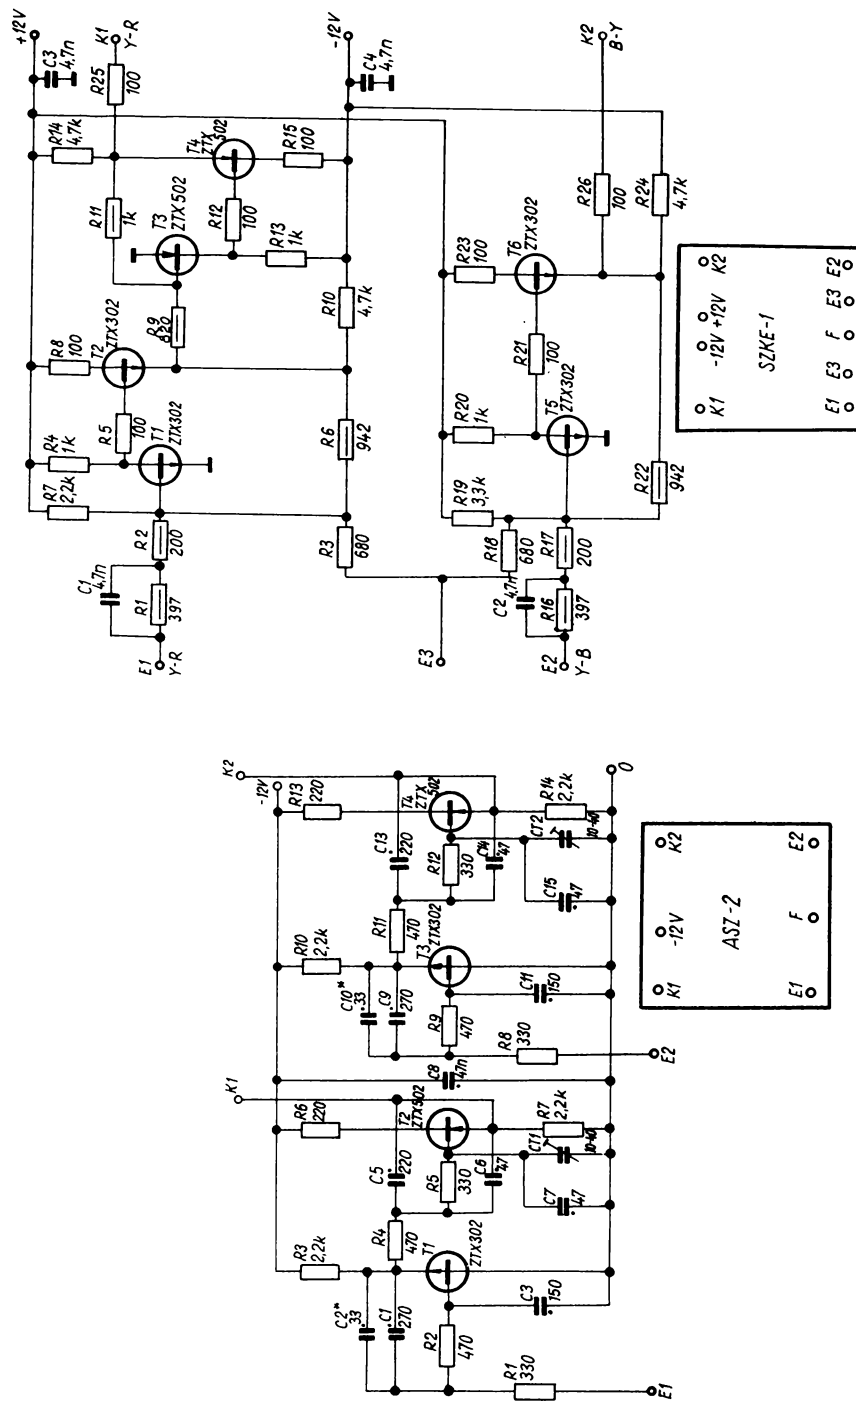 +12V
C3
4,7n
K1
Y-R
R25
100
R14
4,7k
R11
1k
T3
ZTX502
T4
ZTX
502
R12
100
R15
100
R13
1k
-12V
C4
4,7n
R8
100
T2
ZTX302
R9
820
R10
4,7k
R5
100
R4
1k
T1
ZTX302
R7
2,2k
R6
942
R2
200
C1
4,7n
R1
397
E1
Y-R
R3
680
E3
K2
B-Y
R26
100
R24
4,7k
R23
100
T6
ZTX302
R21
100
R20
1k
T5
ZTX302
R19
3,3k
R18
680
R17
200
R22
942
C2
4,7n
R16
397
E2
Y-B
K1
-12V
+12V
K2
SZKE-1
E1
E3
F
E3
E2
K2
-12V
R13
220
T4
ZTX
502
R14
2,2k
0
C13
220
R12
330
C14
47
CT2
10-40
C15
47
R11
470
R10
2,2k
T3
ZTX302
C10*
33
C9
270
R9
470
C11
150
R8
330
E2
C8
47n
K1
R6
220
T2
ZTX502
R7
2,2k
C5
220
R5
330
C6
47
CT1
10-40
C7
47
R4
470
R3
2,2k
T1
ZTX302
C2*
33
C1
270
R2
470
C3
150
R1
330
E1
K1
-12V
K2
ASZ-2
E1
F
E2